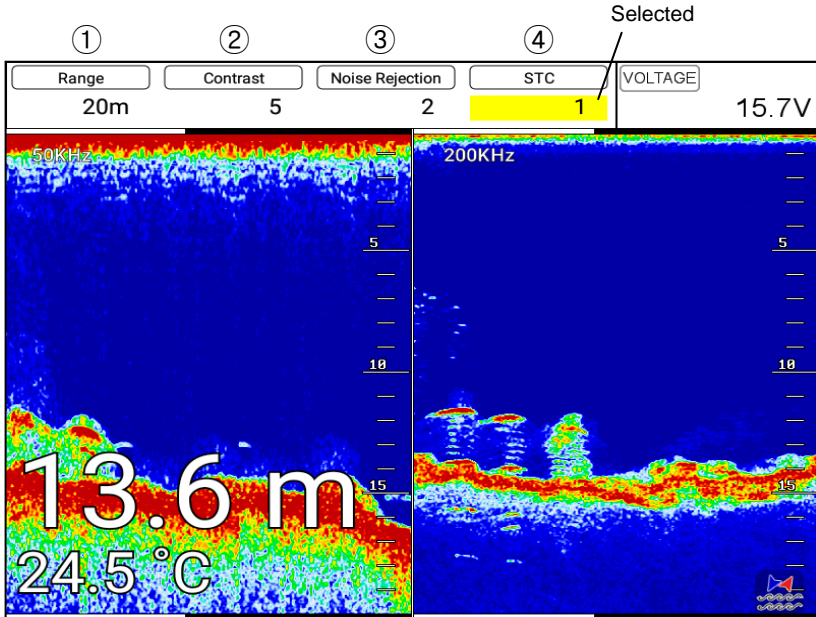 Selected
① ② ③ ④
Range Contrast Noise Rejection STC VOLTAGE
20m 5 2 1 15.7V
50KHz 200KHz
5 5
10 10
15 15
13.6 m
24.5 °C